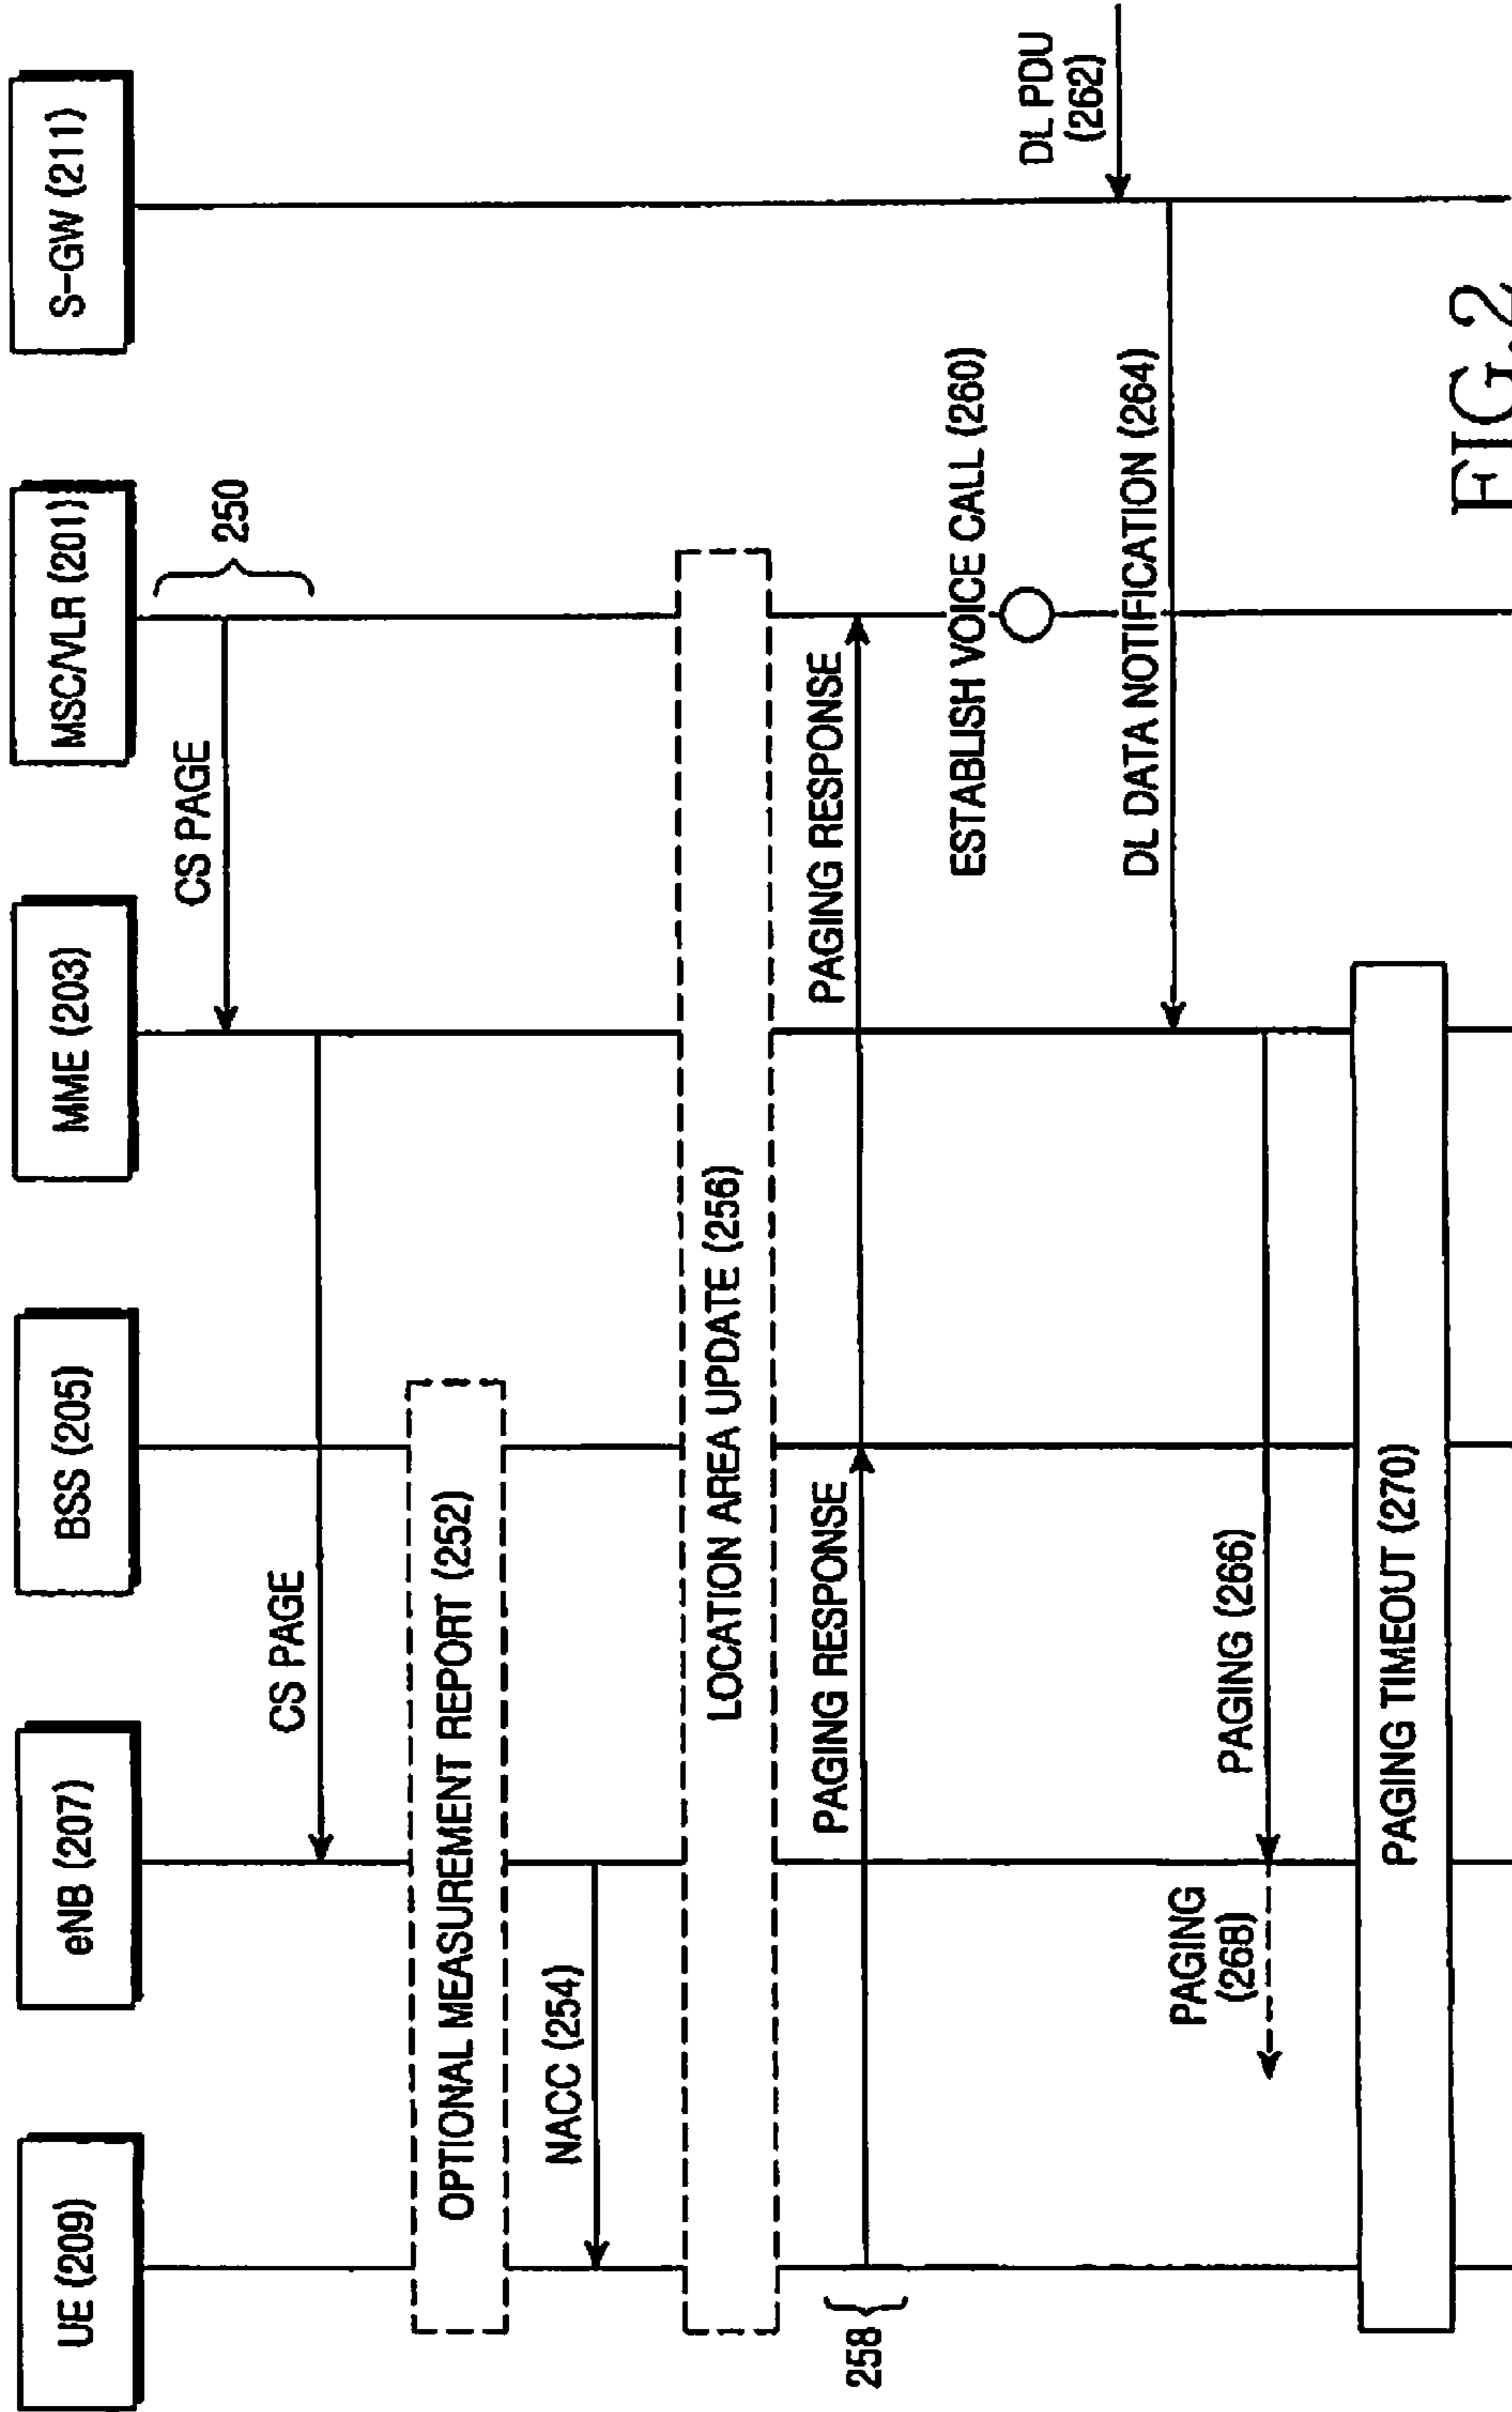 UE (209)
eNB (207)
BSS (205)
MME (203)
MSC/VLR (201)
S-GW (211)
CS PAGE
250
CS PAGE
OPTIONAL MEASUREMENT REPORT (252)
NACC (254)
LOCATION AREA UPDATE (256)
258
PAGING RESPONSE
PAGING RESPONSE
ESTABLISH VOICE CALL (260)
DL PDU
(262)
DL DATA NOTIFICATION (264)
PAGING (266)
PAGING
(268)
PAGING TIMEOUT (270)
FIG.2